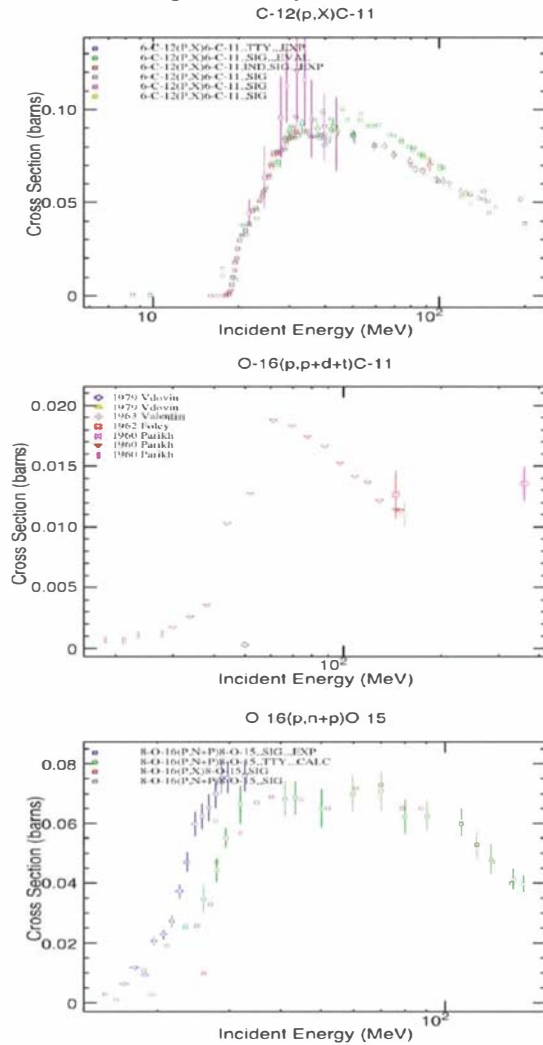 C-12(p,X)C-11
6-C-12(P,X)6-C-11,,TTY,,,EXP
6-C-12(P,X)6-C-11,,SIG,,,EVAL
6-C-12(P,X)6-C-11,IND,SIG,,,EXP
6-C-12(P,X)6-C-11,,SIG
6-C-12(P,X)6-C-11,,SIG
6-C-12(P,X)6-C-11,,SIG
Cross Section (barns)
0.10
0.05
0
10
10²
Incident Energy (MeV)
O-16(p,p+d+t)C-11
1979 Vdovin
1979 Vdovin
1963 Valentin
1962 Foley
1960 Parikh
1960 Parikh
1960 Parikh
Cross Section (barns)
0.020
0.015
0.010
0.005
0
10²
Incident Energy (MeV)
O 16(p,n+p)O 15
8-O-16(P,N+P)8-O-15,,SIG,,,EXP
8-O-16(P,N+P)8-O-15,,TTY,,,CALC
8-O-16(P,X)8-O-15,,SIG
8-O-16(P,N+P)8-O-15,,SIG
Cross Section (barns)
0.08
0.06
0.04
0.02
0
10²
Incident Energy (MeV)